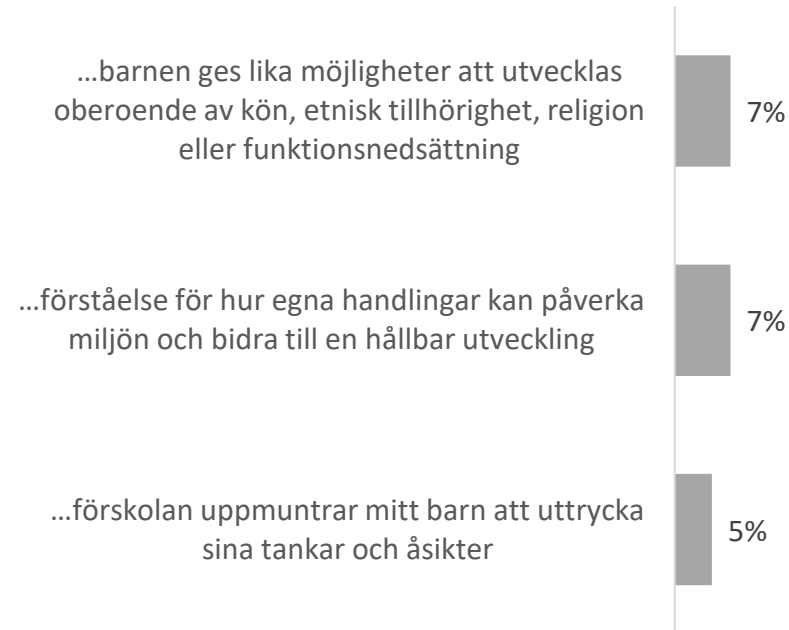 …barnen ges lika möjligheter att utvecklas
oberoende av kön, etnisk tillhörighet, religion
eller funktionsnedsättning
7%
…förståelse för hur egna handlingar kan påverka
miljön och bidra till en hållbar utveckling
7%
…förskolan uppmuntrar mitt barn att uttrycka
sina tankar och åsikter
5%